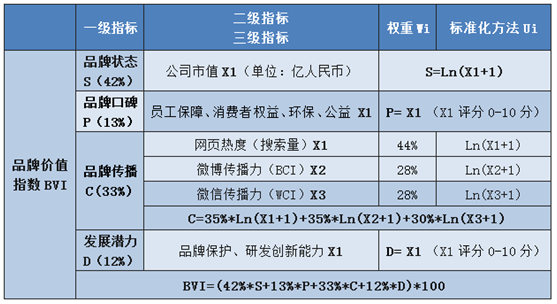 一级指标
二级指标
三级指标
权重 Wi
标准化方法 Ui
品牌价值
指数 BVI
品牌状态
S（42%）
公司市值 X1（单位：亿人民币）
S=Ln(X1+1)
品牌口碑
P（13%）
员工保障、消费者权益、环保、公益 X1
P= X1（X1 评分 0-10 分）
品牌传播
C(33%)
网页热度（搜索量）X1
44%
Ln(X1+1)
微博传播力（BCI）X2
28%
Ln(X2+1)
微信传播力（WCI）X3
28%
Ln(X3+1)
C=35%*Ln(X1+1)+35%*Ln(X2+1)+30%*Ln(X3+1)
发展潜力
D（12%）
品牌保护、研发创新能力 X1
D= X1（X1 评分 0-10 分）
BVI=(42%*S+13%*P+33%*C+12%*D)*100